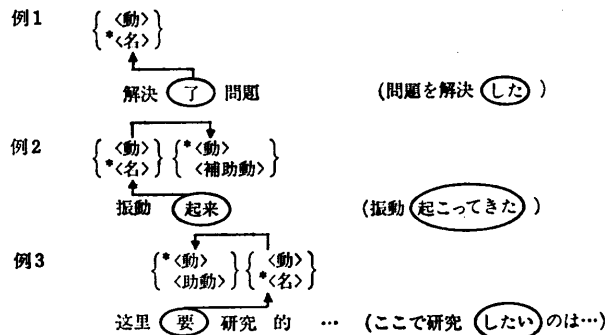 例1 { <動> *<名> }
解決 了 問題 (問題を解決 した )
例2 { <動> *<名> } { *<動> <補助動> }
振動 起来 (振動 起こってきた )
例3 { *<動> <助動> } { <動> *<名> }
这里 要 研究 的 … (ここで研究 したい のは…)